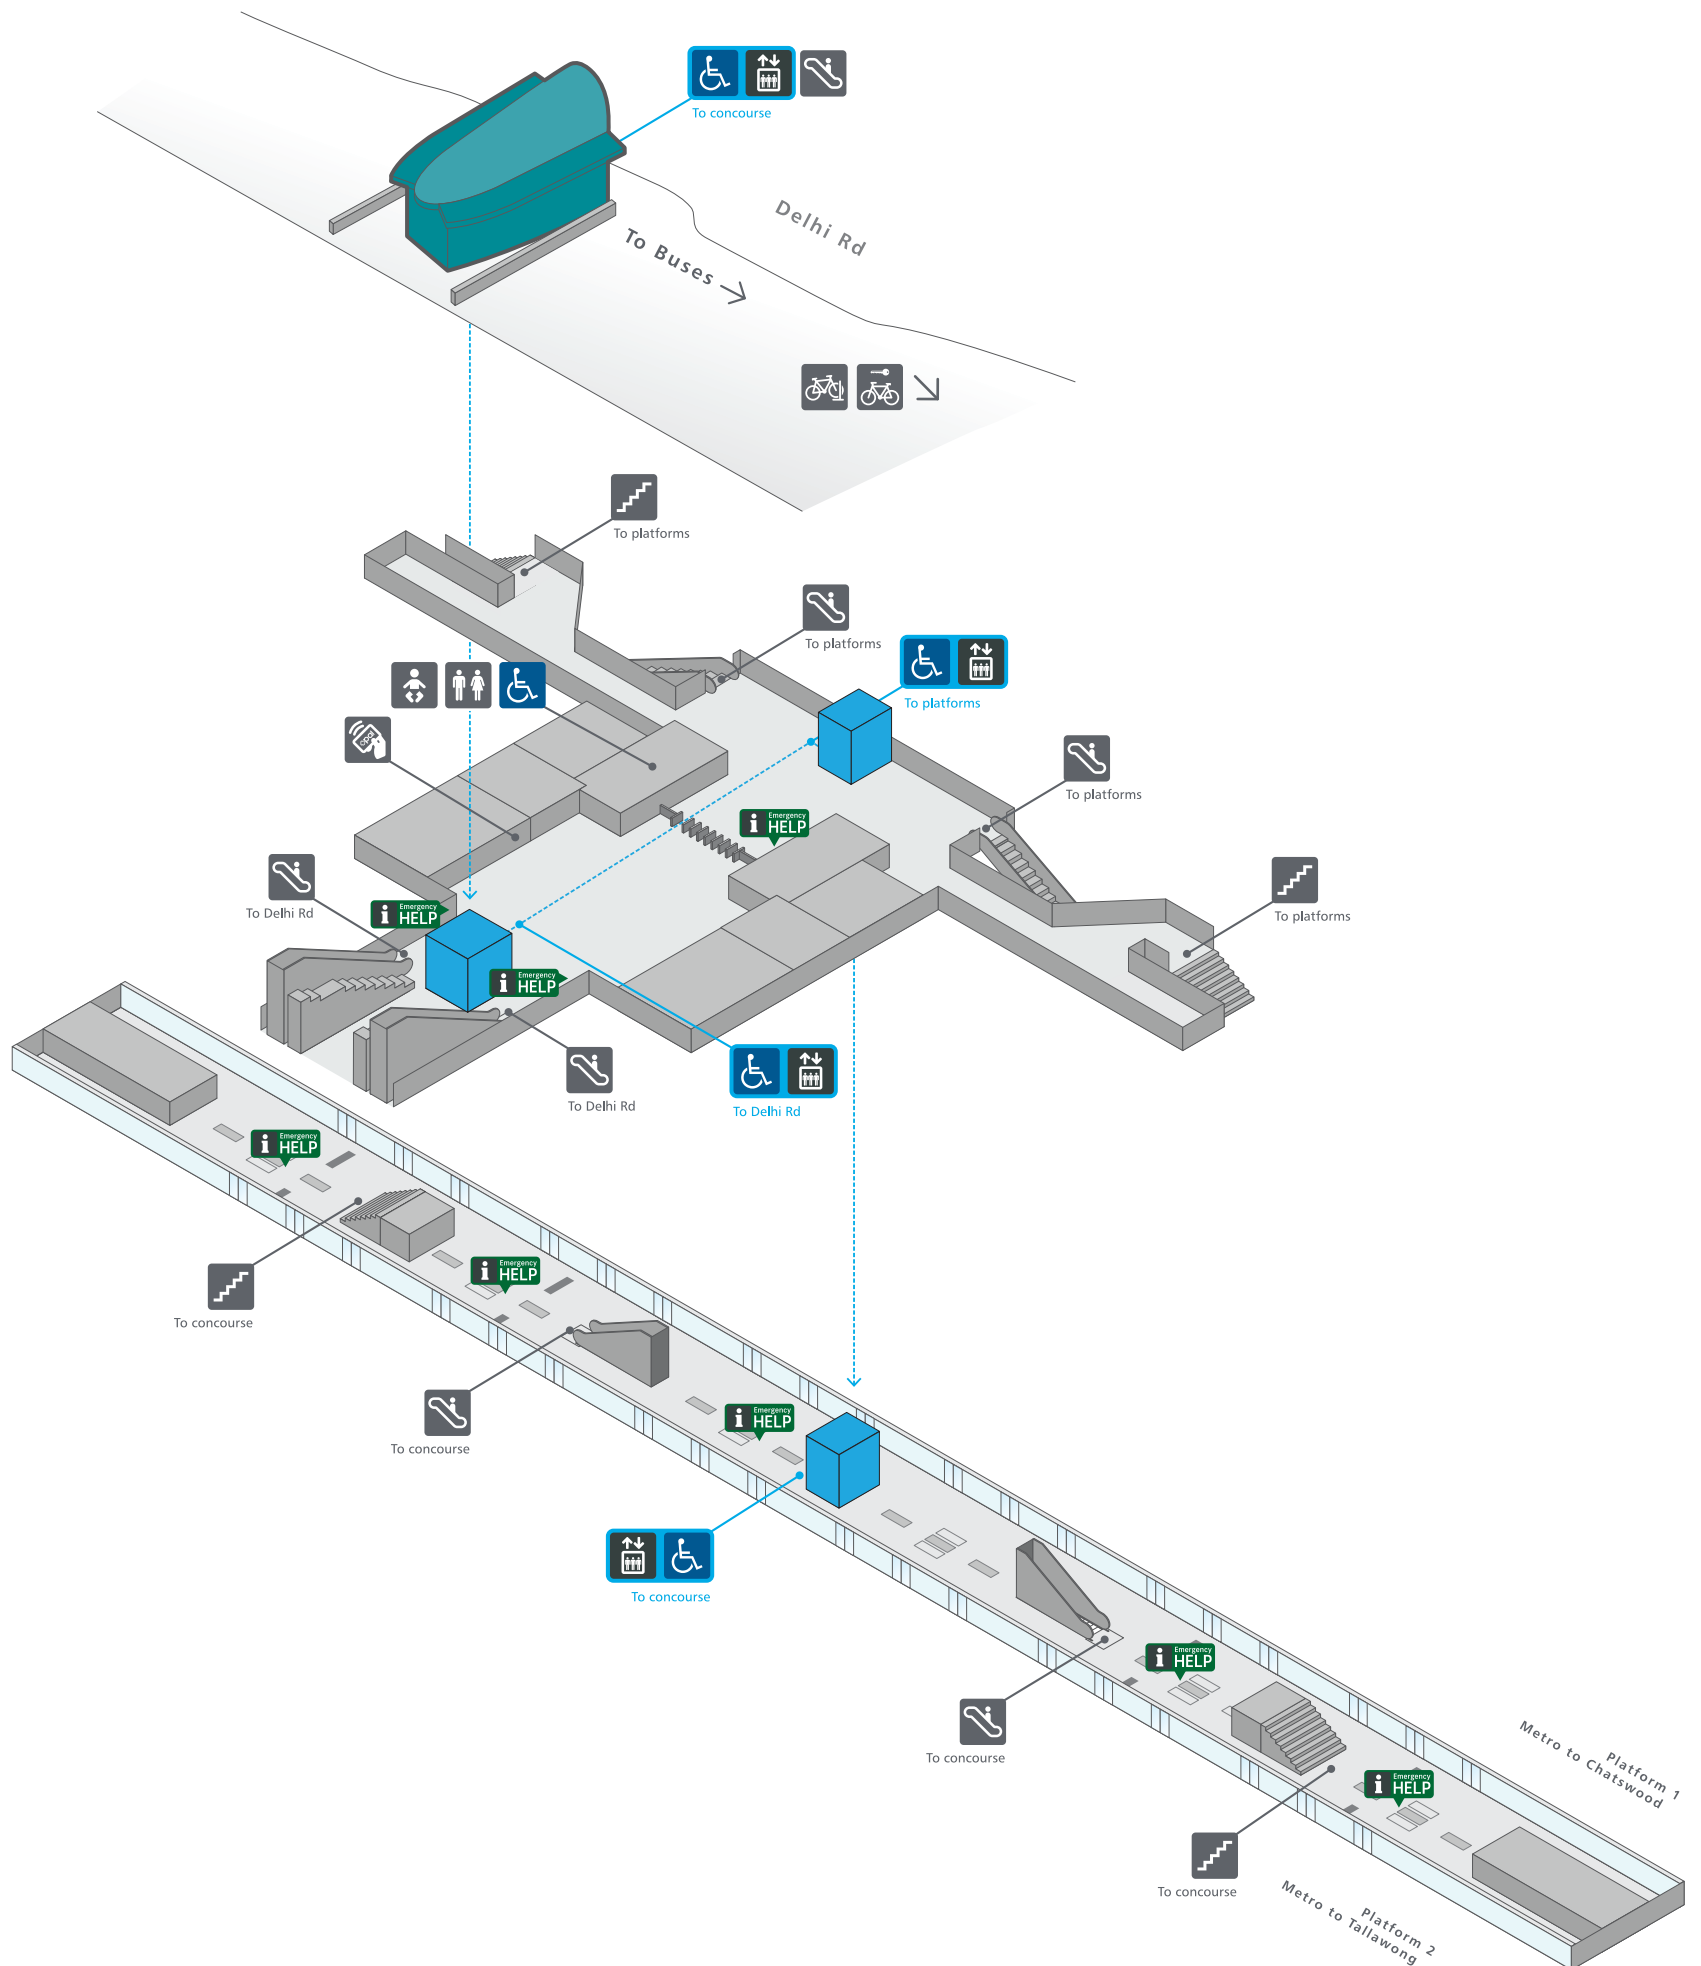 To concourse
Delhi Rd
To Buses
To platforms
To platforms
To platforms
opal
To platforms
Emergency
HELP
To platforms
To Delhi Rd
Emergency
HELP
Emergency
HELP
To Delhi Rd
To Delhi Rd
Emergency
HELP
Emergency
HELP
To concourse
Emergency
HELP
To concourse
To concourse
Emergency
HELP
To concourse
Emergency
HELP
To concourse
Platform 1
Metro to Chatswood
Platform 2
Metro to Tallawong